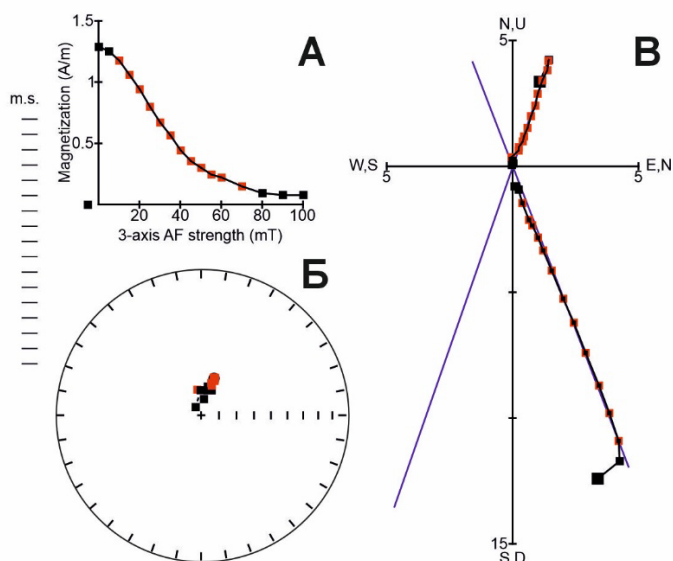 1.5
А
1
0.5
Magnetization (A/m)
20 40 60 80 100
3-axis AF strength (mT)
m.s.
Б
N,U
5
В
W,S
5
E,N
5
15
S,D